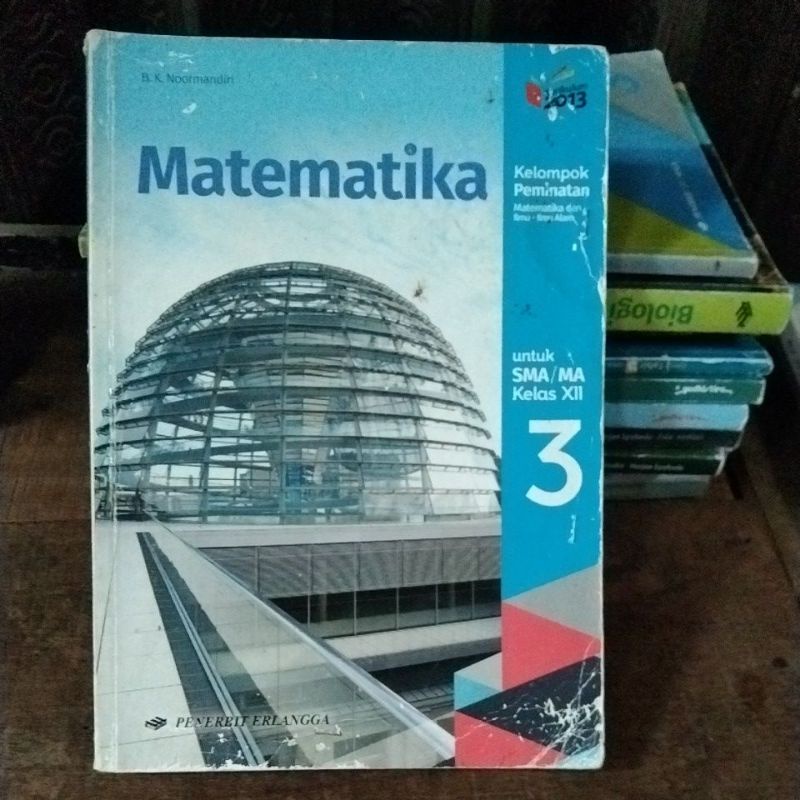 B. K. Noormandiri
2013
Matematika
Kelompok
Peminatan
Matematika dan
Ilmu - Ilmu Alam
untuk
SMA/MA
Kelas XII
3
PENERBIT ERLANGGA
Biologi